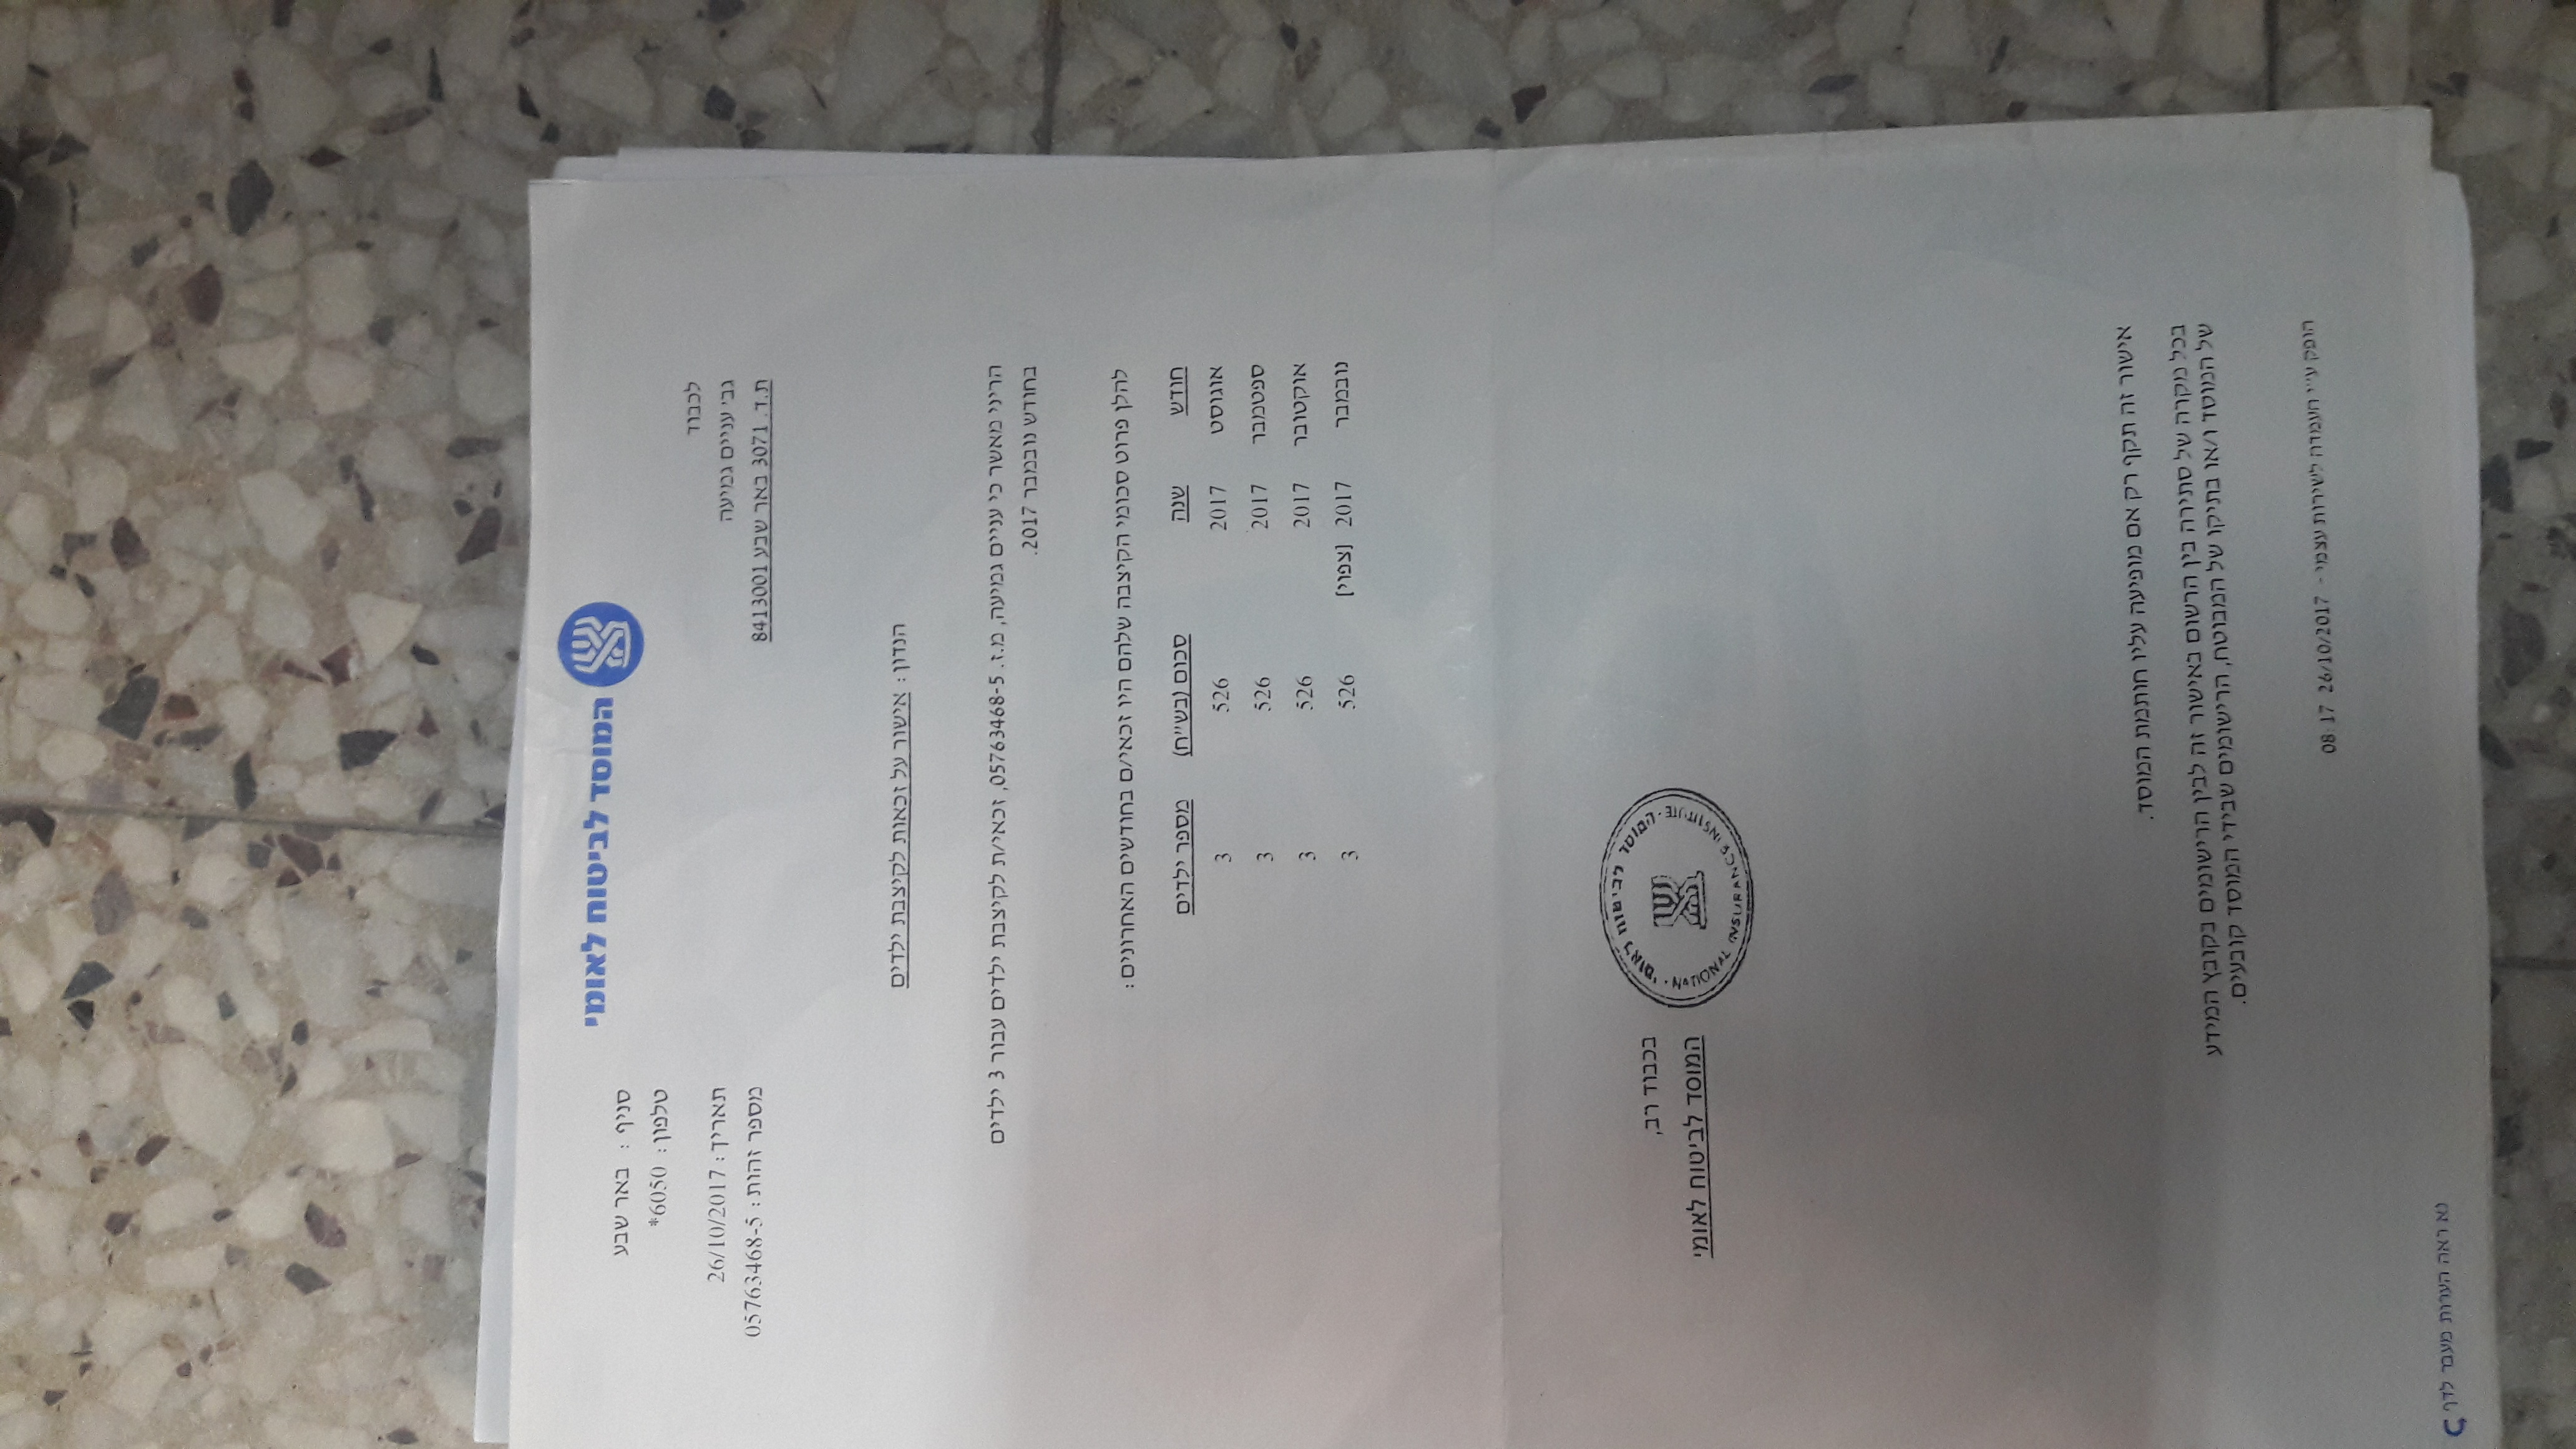 המוסד לביטוח לאומי
סניף : באר שבע
טלפון: 6050*
תאריך: 26/10/2017
מספר זהות: 05763468-5
לכבוד
גב' עניים גמיעה
ת.ד. 3071 באר שבע 8413001
הנדון: אישור על זכאות לקיצבת ילדים
הריני מאשר כי עניים גמיעה, מ.ז. 05763468-5, זכאי/ת לקיצבת ילדים עבור 3 ילדים
בחודש נובמבר 2017.
להלן פרוט סכומי הקיצבה שלהם היו זכאי/ם בחודשים האחרונים:
חודש שנה סכום (בש"ח) מספר ילדים
אוגוסט 2017 526 3
ספטמבר 2017 526 3
אוקטובר 2017 526 3
נובמבר 2017 [צפוי] 526 3
בכבוד רב,
המוסד לביטוח לאומי
המוסד לביטוח לאומי
NATIONAL INSURANCE INSTITUTE
אישור זה תקף רק אם מופיעה עליו חותמת המוסד.
בכל מקרה של סתירה בין הרשום באישור זה לבין הרישומים בקובץ המידע
של המוסד ו/או בתיקו של המבוטח, הרישומים שבידי המוסד קובעים.
הופק ע"י העמדה לשירות עצמי - 26/10/2017 08:17
נא ראה הערות מעבר לדף